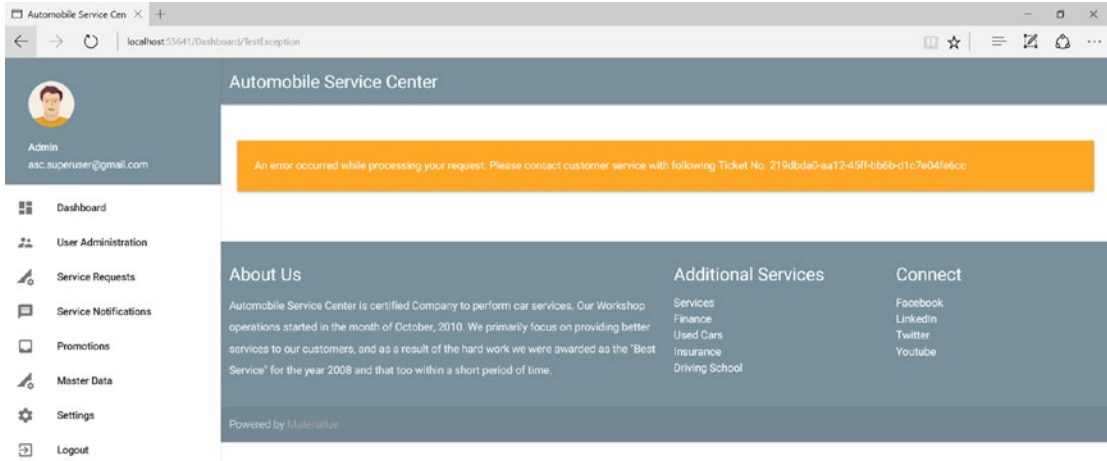 Automobile Service Cen
localhost:55641/Dashboard/TestException
Automobile Service Center
Admin
asc.superuser@gmail.com
An error occurred while processing your request. Please contact customer service with following Ticket No. 219dbda0-aa12-45ff-bb6b-d1c7e04fe6cc
Dashboard
User Administration
Service Requests
Service Notifications
Promotions
Master Data
Settings
Logout
About Us
Automobile Service Center is certified Company to perform car services. Our Workshop
operations started in the month of October, 2010. We primarily focus on providing better
services to our customers, and as a result of the hard work we were awarded as the "Best
Service" for the year 2008 and that too within a short period of time.
Additional Services
Services
Finance
Used Cars
Insurance
Driving School
Connect
Facebook
LinkedIn
Twitter
Youtube
Powered by Materialize